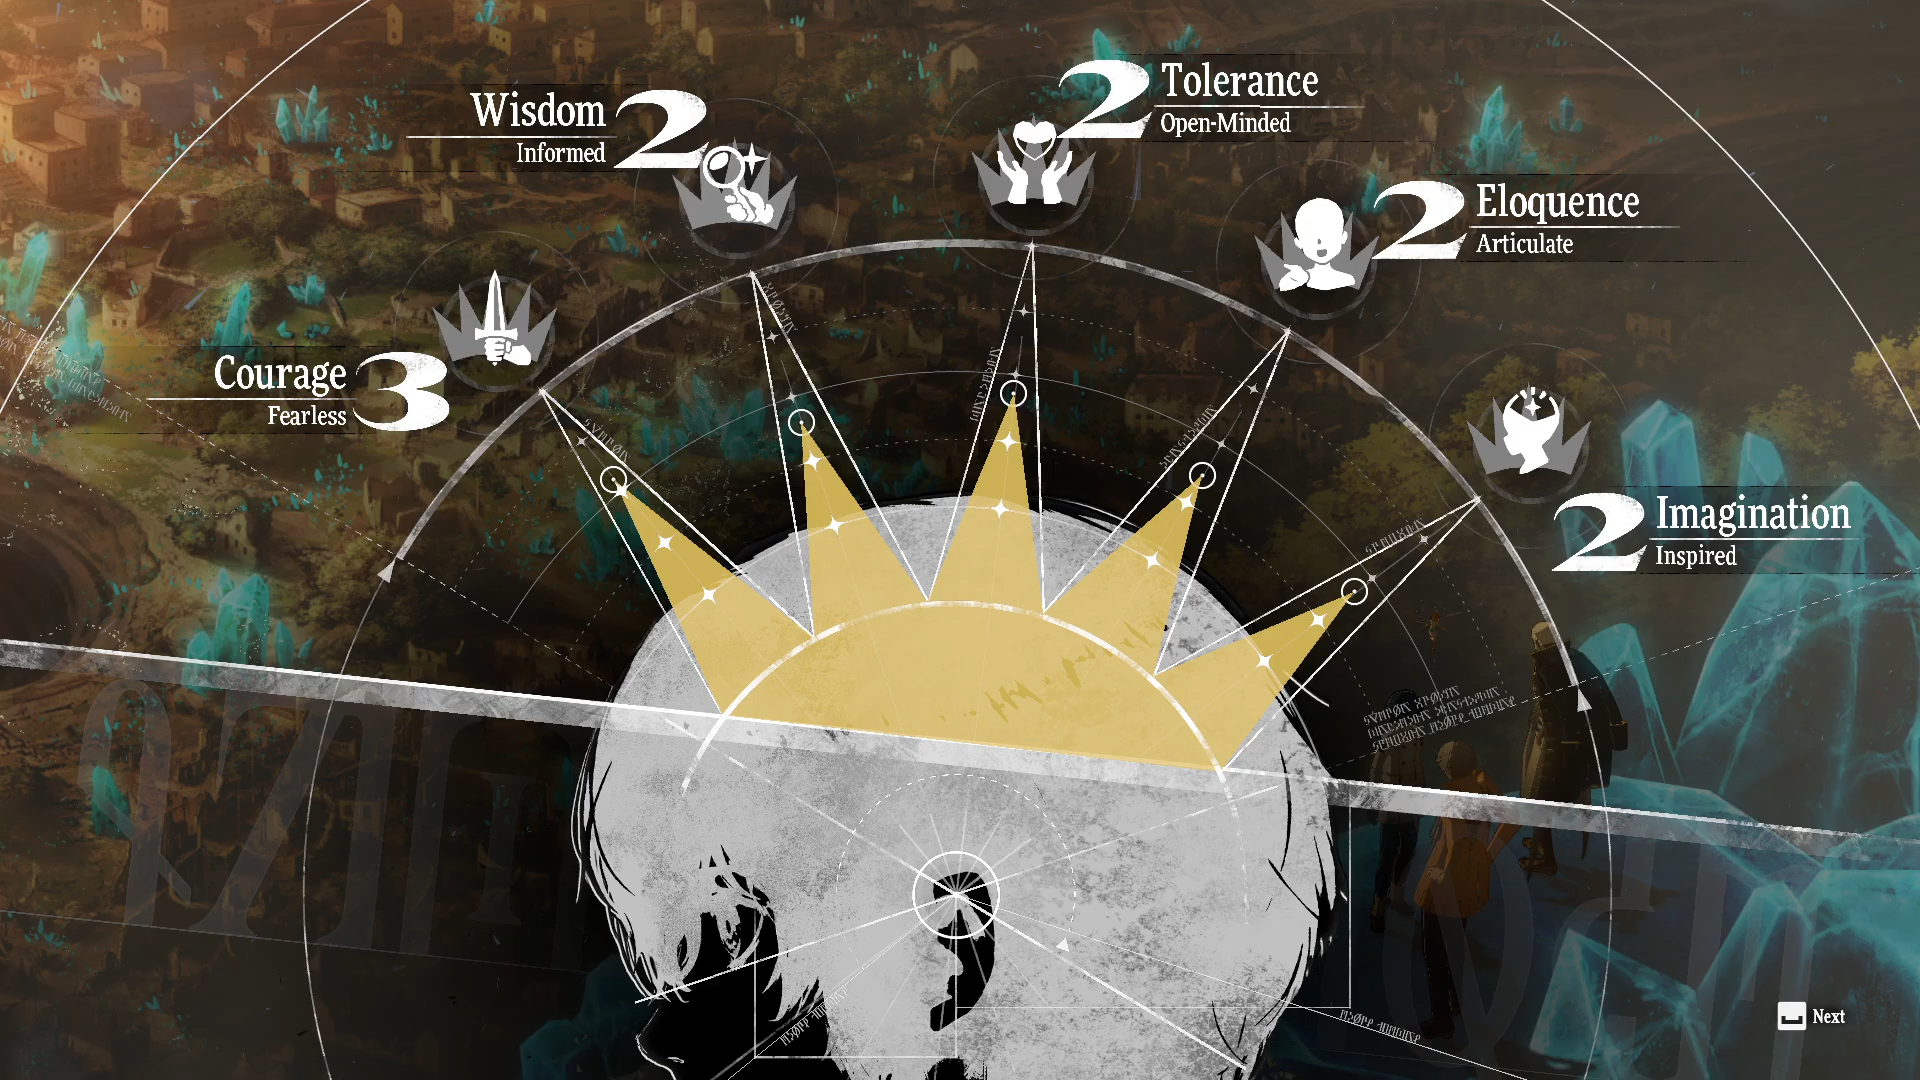 Wisdom 2
Informed
2 Tolerance
Open-Minded
2 Eloquence
Articulate
Courage 3
Fearless
2 Imagination
Inspired
Next